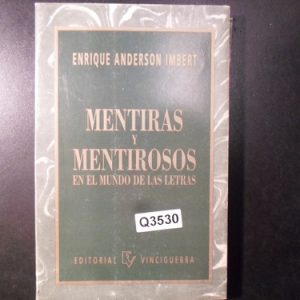 ENRIQUE ANDERSON IMBERT
MENTIRAS
Y
MENTIROSOS
EN EL MUNDO DE LAS LETRAS
Q3530
EDITORIAL VINCIGUERRA